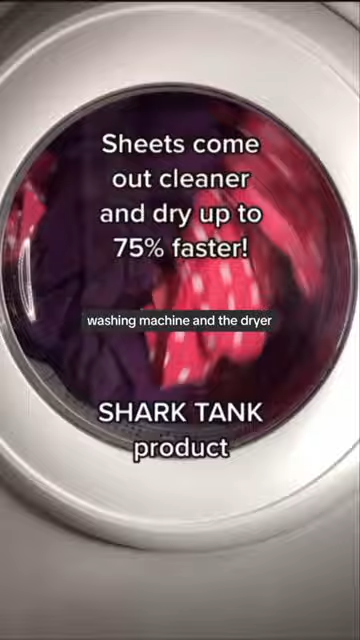 Sheets come
out cleaner
and dry up to
75% faster!
washing machine and the dryer
SHARK TANK
product